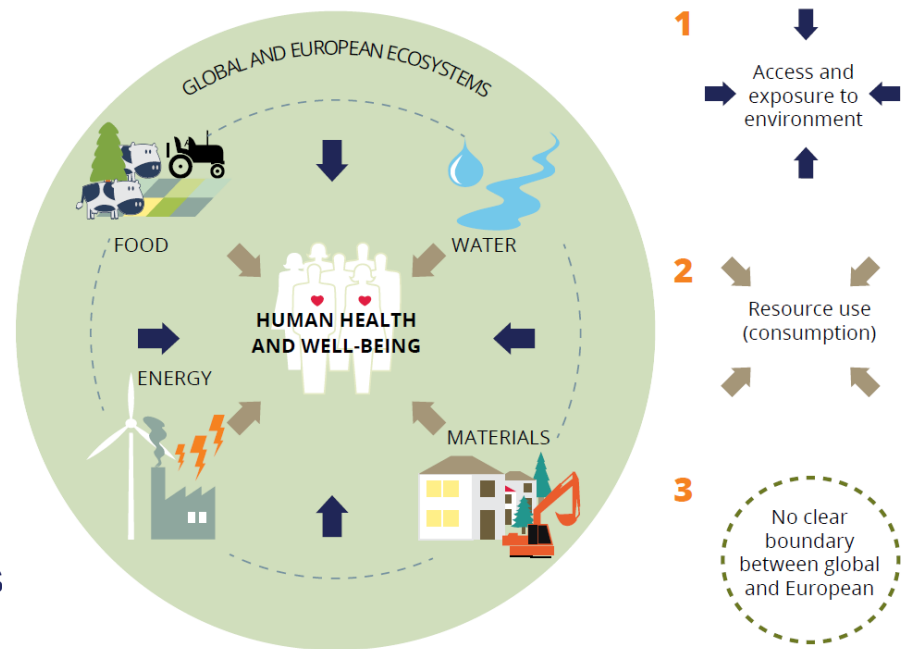 GLOBAL AND EUROPEAN ECOSYSTEMS
FOOD
WATER
HUMAN HEALTH
AND WELL-BEING
ENERGY
MATERIALS
1
Access and
exposure to
environment
2
Resource use
(consumption)
3
No clear
boundary
between global
and European
s